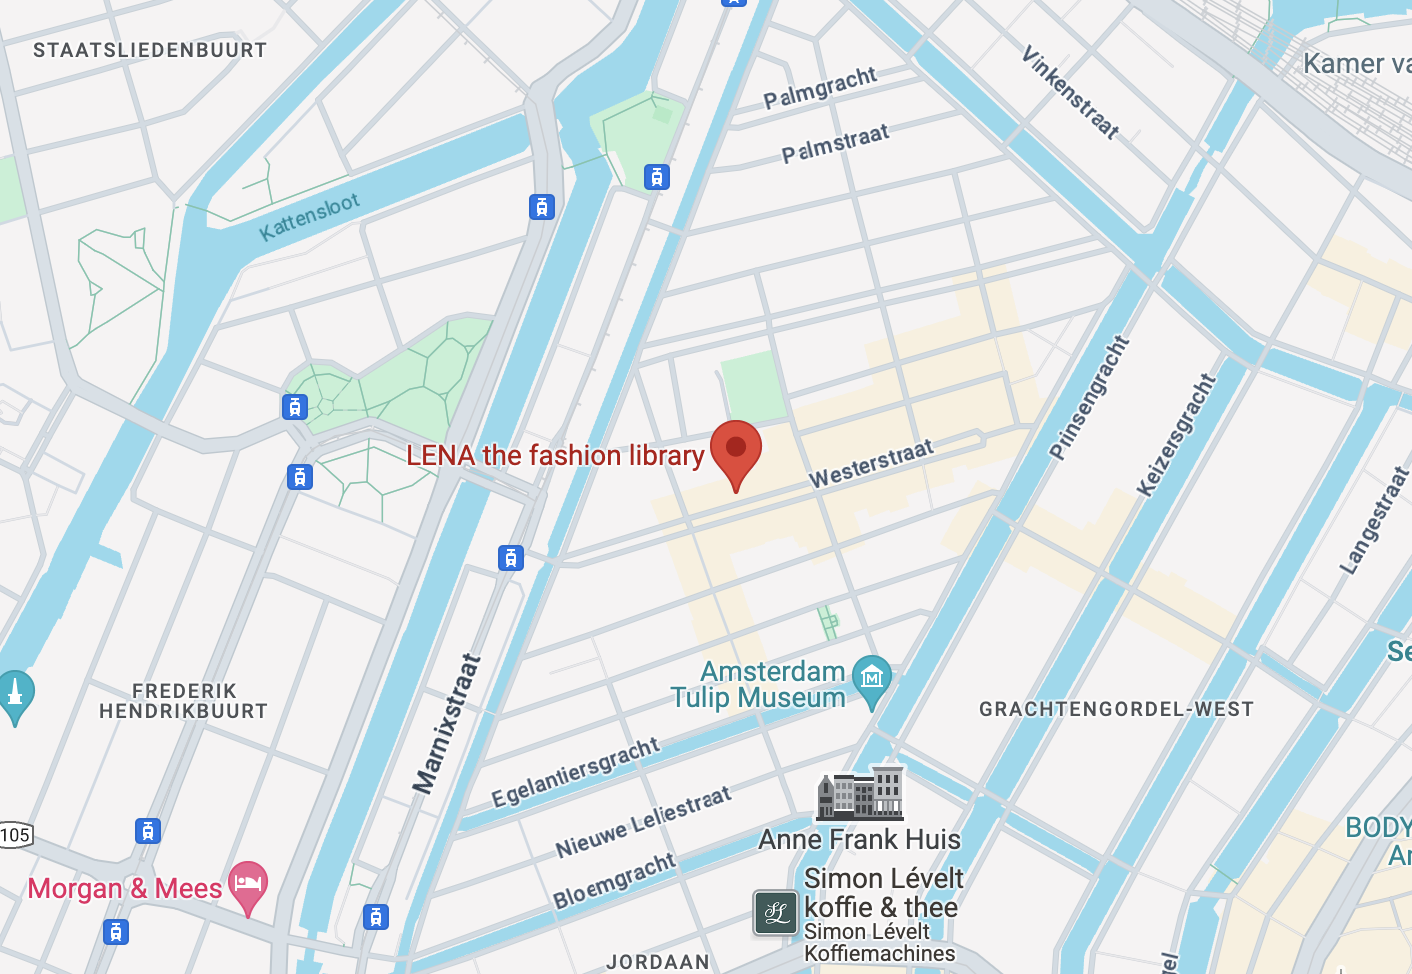 STAATSLIEDENBUURT
Vinkenstraat
Kamer va
Palmgracht
Palmstraat
Kattensloot
Prinsengracht
Keizersgracht
LENA the fashion library
Westerstraat
Langestraat
Amsterdam
Tulip Museum
Se
FREDERIK
HENDRIKBUURT
GRACHTENGORDEL-WEST
Marnixstraat
Egelantiersgracht
Nieuwe Leliestraat
105
BODY
Ar
Anne Frank Huis
Bloemgracht
Morgan & Mees
SL
Simon Lévelt
koffie & thee
Simon Lévelt
Koffiemachines
JORDAAN
gel